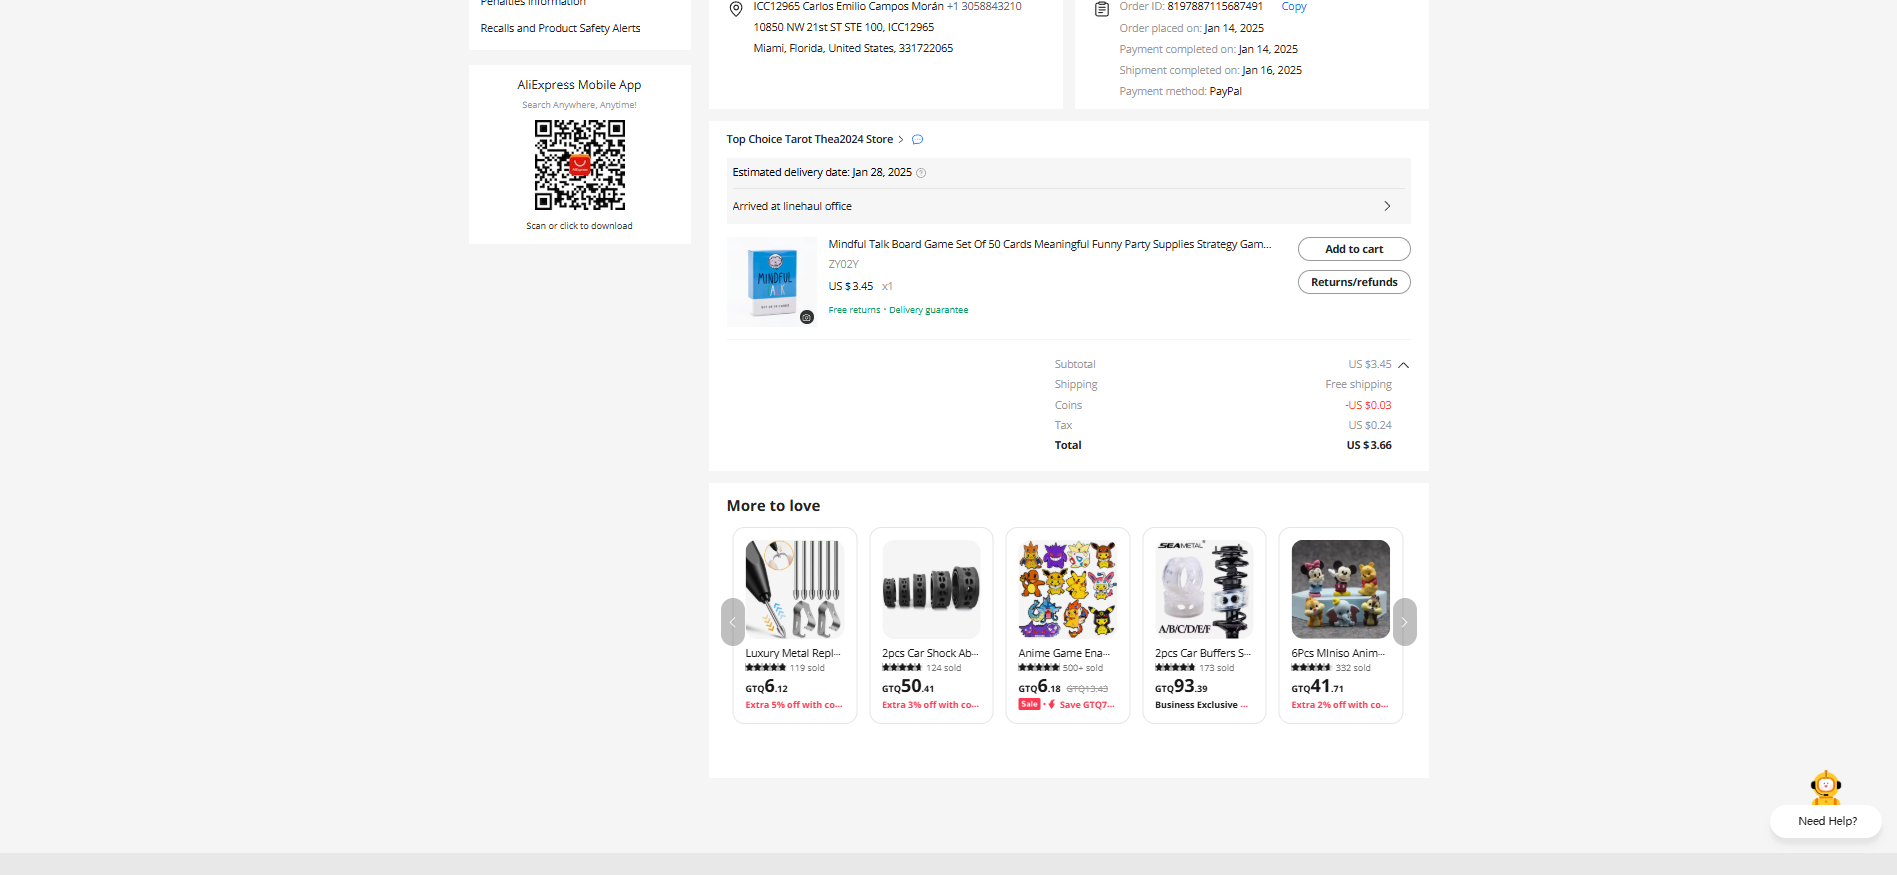 Penalties Information
Recalls and Product Safety Alerts
AliExpress Mobile App
Search Anywhere, Anytime!
Scan or click to download
ICC12965 Carlos Emilio Campos Morán +1 3058843210
10850 NW 21st ST STE 100, ICC12965
Miami, Florida, United States, 331722065
Order ID: 8197887115687491 Copy
Order placed on: Jan 14, 2025
Payment completed on: Jan 14, 2025
Shipment completed on: Jan 16, 2025
Payment method: PayPal
Top Choice Tarot Thea2024 Store
Estimated delivery date: Jan 28, 2025
Arrived at linehaul office
MINDFUL
Mindful Talk Board Game Set Of 50 Cards Meaningful Funny Party Supplies Strategy Gam...
ZY02Y
US $3.45 x1
Free returns · Delivery guarantee
Add to cart
Returns/refunds
Subtotal US $3.45
Shipping Free shipping
Coins -US $0.03
Tax US $0.24
Total US $3.66
More to love
Luxury Metal Repl...
119 sold
GTQ6.12
Extra 5% off with co...
2pcs Car Shock Ab...
124 sold
GTQ50.41
Extra 3% off with co...
Anime Game Ena...
500+ sold
GTQ6.18 GTQ13.43
Sale · Save GTQ7...
SEAMETAL
A/B/C/D/E/F
2pcs Car Buffers S...
173 sold
GTQ93.39
Business Exclusive ...
6Pcs MIniso Anim...
332 sold
GTQ41.71
Extra 2% off with co...
Need Help?